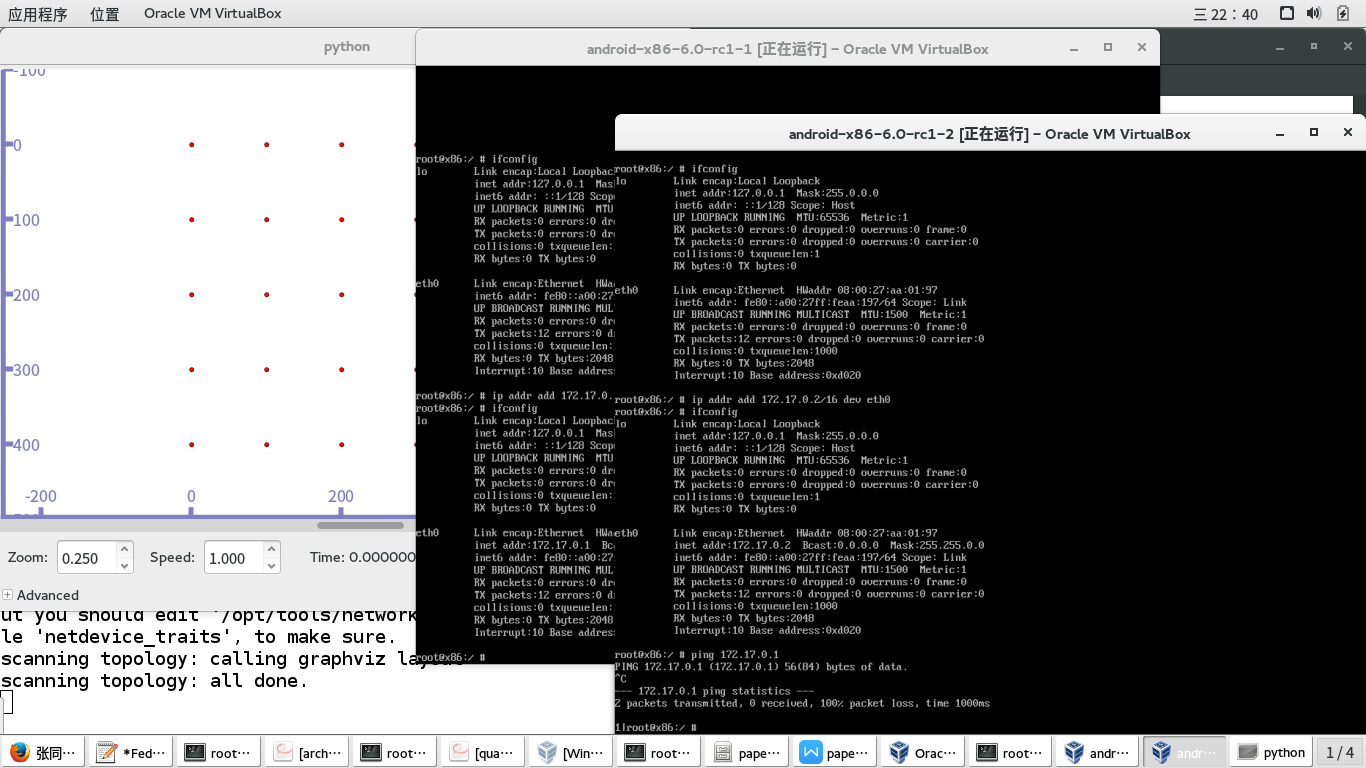 应用程序 位置 Oracle VM VirtualBox
三 22：40
python
-100
0
100
200
300
400
-200 0 200
Zoom: 0.250 Speed: 1.000 Time: 0.000000
Advanced
ut you should edit '/opt/tools/network
le 'netdevice_traits', to make sure.
scanning topology: calling graphviz lay
scanning topology: all done.
android-x86-6.0-rc1-1 [正在运行] - Oracle VM VirtualBox
root@x86:/ # ifconfig
lo Link encap:Local Loopbac
inet addr:127.0.0.1 Mas
inet6 addr: ::1/128 Scop
UP LOOPBACK RUNNING MTU
RX packets:0 errors:0 dr
TX packets:0 errors:0 dr
collisions:0 txqueuelen:
RX bytes:0 TX bytes:0
eth0 Link encap:Ethernet HWa
inet6 addr: fe80::a00:27
UP BROADCAST RUNNING MUL
RX packets:0 errors:0 dr
TX packets:12 errors:0 d
collisions:0 txqueuelen:
RX bytes:0 TX bytes:2048
Interrupt:10 Base addres
root@x86:/ # ip addr add 172.17.0.
root@x86:/ # ifconfig
lo Link encap:Local Loopbac
inet addr:127.0.0.1 Mas
inet6 addr: ::1/128 Scop
UP LOOPBACK RUNNING MTU
RX packets:0 errors:0 dr
TX packets:0 errors:0 dr
collisions:0 txqueuelen:
RX bytes:0 TX bytes:0
eth0 Link encap:Ethernet HWa
inet addr:172.17.0.1 Bc
inet6 addr: fe80::a00:27
UP BROADCAST RUNNING MUL
RX packets:0 errors:0 dr
TX packets:12 errors:0 d
collisions:0 txqueuelen:
RX bytes:0 TX bytes:2048
Interrupt:10 Base addres
root@x86:/ #
android-x86-6.0-rc1-2 [正在运行] - Oracle VM VirtualBox
root@x86:/ # ifconfig
lo Link encap:Local Loopback
inet addr:127.0.0.1 Mask:255.0.0.0
inet6 addr: ::1/128 Scope: Host
UP LOOPBACK RUNNING MTU:65536 Metric:1
RX packets:0 errors:0 dropped:0 overruns:0 frame:0
TX packets:0 errors:0 dropped:0 overruns:0 carrier:0
collisions:0 txqueuelen:1
RX bytes:0 TX bytes:0
eth0 Link encap:Ethernet HWaddr 08:00:27:aa:01:97
inet6 addr: fe80::a00:27ff:feaa:197/64 Scope: Link
UP BROADCAST RUNNING MULTICAST MTU:1500 Metric:1
RX packets:0 errors:0 dropped:0 overruns:0 frame:0
TX packets:12 errors:0 dropped:0 overruns:0 carrier:0
collisions:0 txqueuelen:1000
RX bytes:0 TX bytes:2048
Interrupt:10 Base address:0xd020
root@x86:/ # ip addr add 172.17.0.2/16 dev eth0
root@x86:/ # ifconfig
lo Link encap:Local Loopback
inet addr:127.0.0.1 Mask:255.0.0.0
inet6 addr: ::1/128 Scope: Host
UP LOOPBACK RUNNING MTU:65536 Metric:1
RX packets:0 errors:0 dropped:0 overruns:0 frame:0
TX packets:0 errors:0 dropped:0 overruns:0 carrier:0
collisions:0 txqueuelen:1
RX bytes:0 TX bytes:0
eth0 Link encap:Ethernet HWaddr 08:00:27:aa:01:97
inet addr:172.17.0.2 Bcast:0.0.0.0 Mask:255.255.0.0
inet6 addr: fe80::a00:27ff:feaa:197/64 Scope: Link
UP BROADCAST RUNNING MULTICAST MTU:1500 Metric:1
RX packets:0 errors:0 dropped:0 overruns:0 frame:0
TX packets:12 errors:0 dropped:0 overruns:0 carrier:0
collisions:0 txqueuelen:1000
RX bytes:0 TX bytes:2048
Interrupt:10 Base address:0xd020
root@x86:/ # ping 172.17.0.1
PING 172.17.0.1 (172.17.0.1) 56(84) bytes of data.
^C
--- 172.17.0.1 ping statistics ---
2 packets transmitted, 0 received, 100% packet loss, time 1000ms
1|root@x86:/ #
张同… *Fed… root… [arch… root… [qua… [Win… root… pape… pape… Orac… root… andr… andr… python 1 / 4